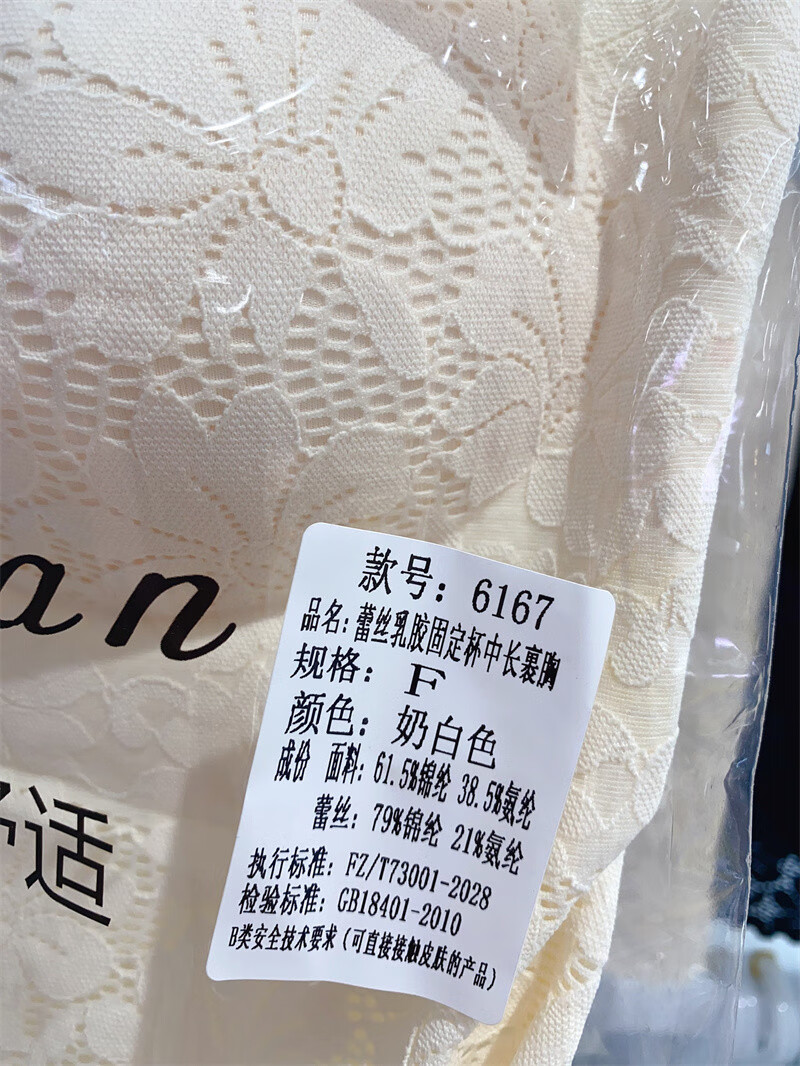 an
款号：6167
品名：蕾丝乳胶固定杯中长裹胸
规格：F
颜色：奶白色
成份 面料：61.5%锦纶 38.5%氨纶
蕾丝：79%锦纶 21%氨纶
适
执行标准：FZ/T73001-2028
检验标准：GB18401-2010
B类安全技术要求（可直接接触皮肤的产品）